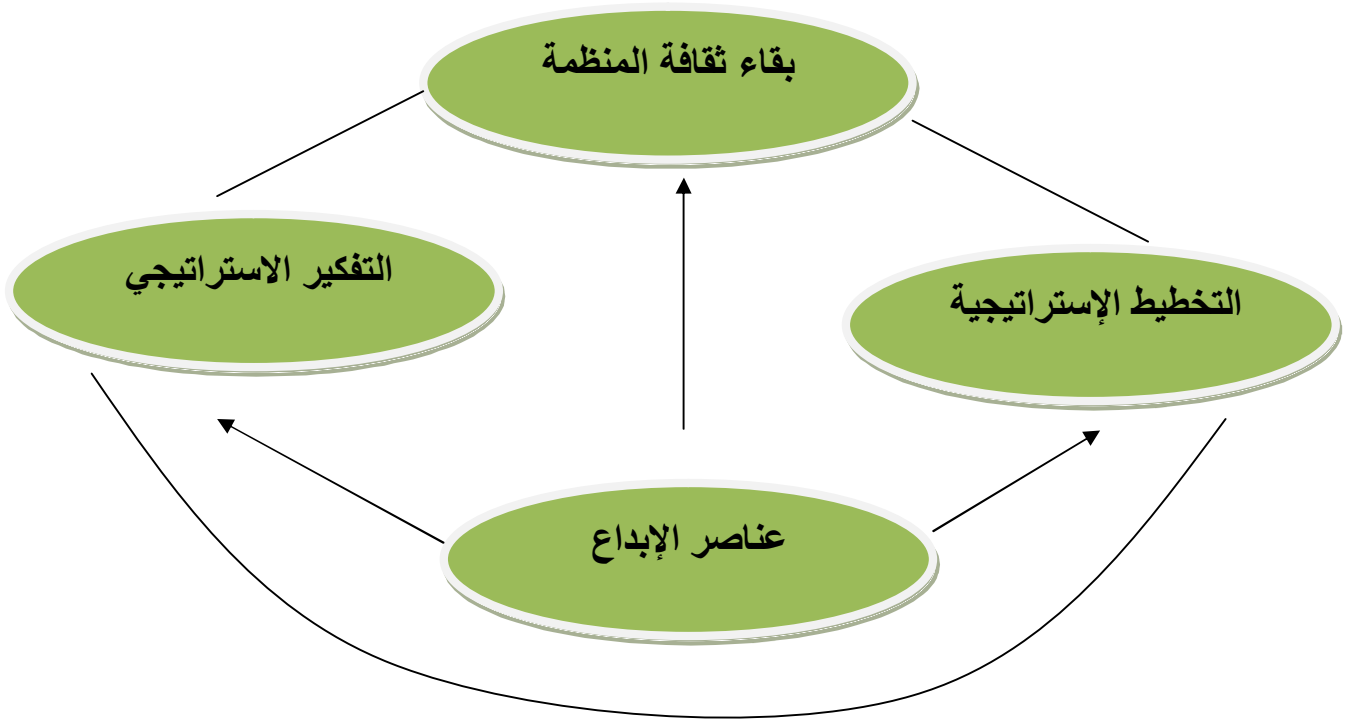 بقاء ثقافة المنظمة
التفكير الاستراتيجي
التخطيط الإستراتيجية
عناصر الإبداع